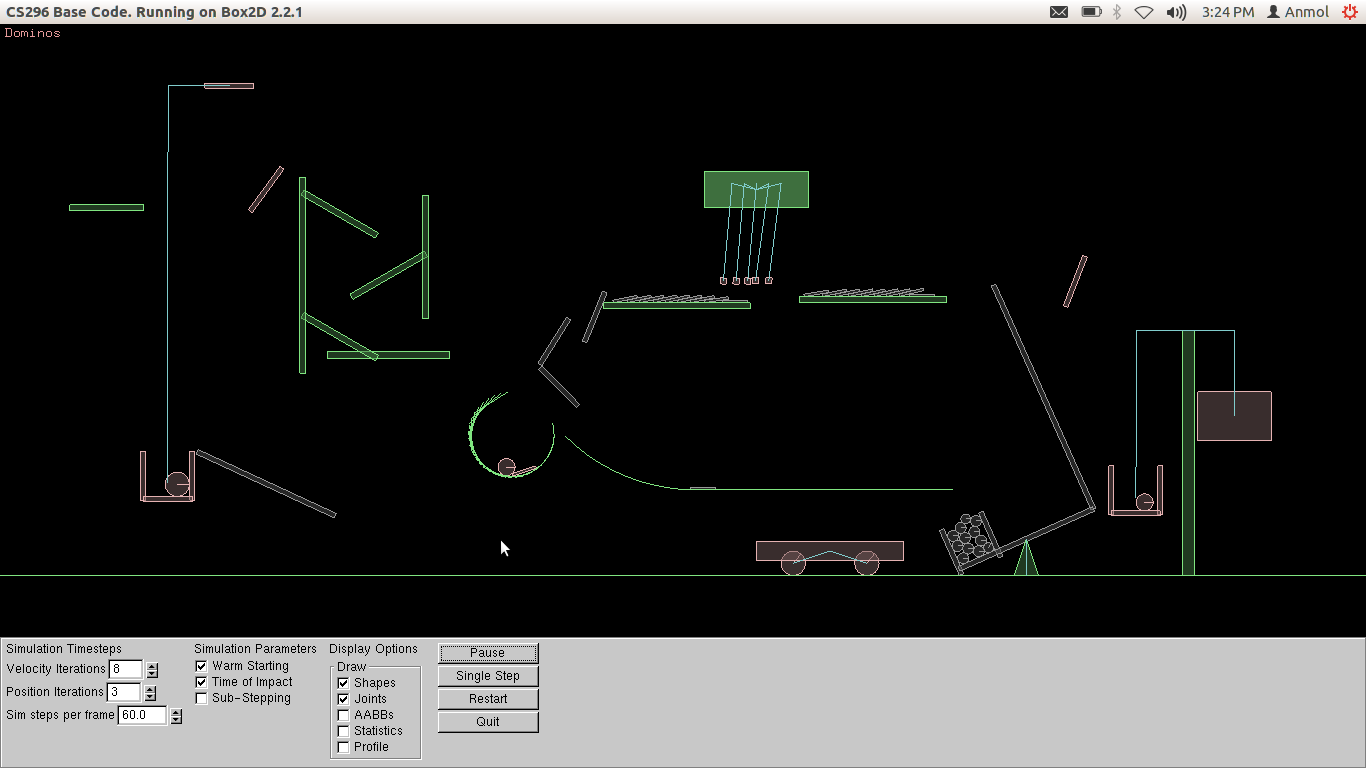 CS296 Base Code. Running on Box2D 2.2.1
3:24 PM
Anmol
Dominos
Simulation Timesteps
Velocity Iterations 8
Position Iterations 3
Sim steps per frame 60.0
Simulation Parameters
Warm Starting
Time of Impact
Sub-Stepping
Display Options
Draw
Shapes
Joints
AABBs
Statistics
Profile
Pause
Single Step
Restart
Quit